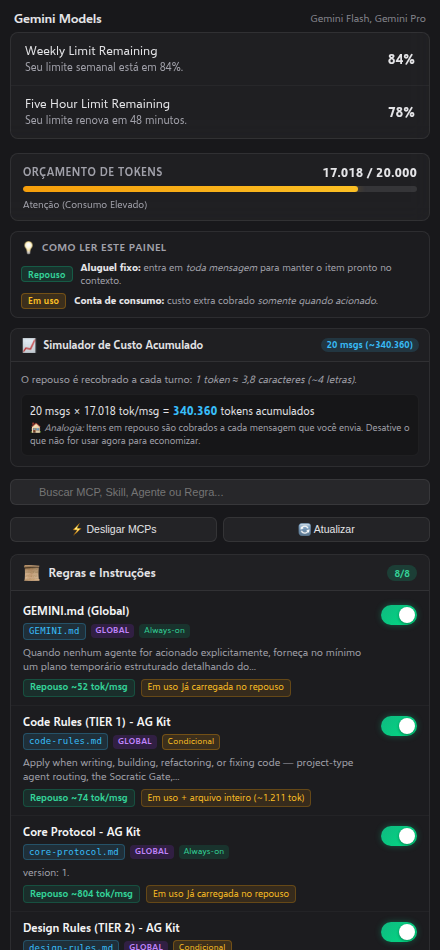 Gemini Models
Gemini Flash, Gemini Pro
Weekly Limit Remaining
Seu limite semanal está em 84%.
84%
Five Hour Limit Remaining
Seu limite renova em 48 minutos.
78%
ORÇAMENTO DE TOKENS
17.018 / 20.000
Atenção (Consumo Elevado)
COMO LER ESTE PAINEL
Repouso
Aluguel fixo: entra em toda mensagem para manter o item pronto no
contexto.
Em uso
Conta de consumo: custo extra cobrado somente quando acionado.
Simulador de Custo Acumulado
20 msgs (~340.360)
O repouso é recobrado a cada turno: 1 token ≈ 3,8 caracteres (~4 letras).
20 msgs × 17.018 tok/msg = 340.360 tokens acumulados
Analogia: Itens em repouso são cobrados a cada mensagem que você envia. Desative o
que não for usar agora para economizar.
Buscar MCP, Skill, Agente ou Regra...
Desligar MCPs
Atualizar
Regras e Instruções
8/8
GEMINI.md (Global)
GEMINI.md GLOBAL Always-on
Quando nenhum agente for acionado explicitamente, forneça no mínimo
um plano temporário estruturado detalhando do...
Repouso ~52 tok/msg Em uso Já carregada no repouso
Code Rules (TIER 1) - AG Kit
code-rules.md GLOBAL Condicional
Apply when writing, building, refactoring, or fixing code — project-type
agent routing, the Socratic Gate,...
Repouso ~74 tok/msg Em uso + arquivo inteiro (~1.211 tok)
Core Protocol - AG Kit
core-protocol.md GLOBAL Always-on
version: 1.
Repouso ~804 tok/msg Em uso Já carregada no repouso
Design Rules (TIER 2) - AG Kit
design-rules.md GLOBAL Condicional